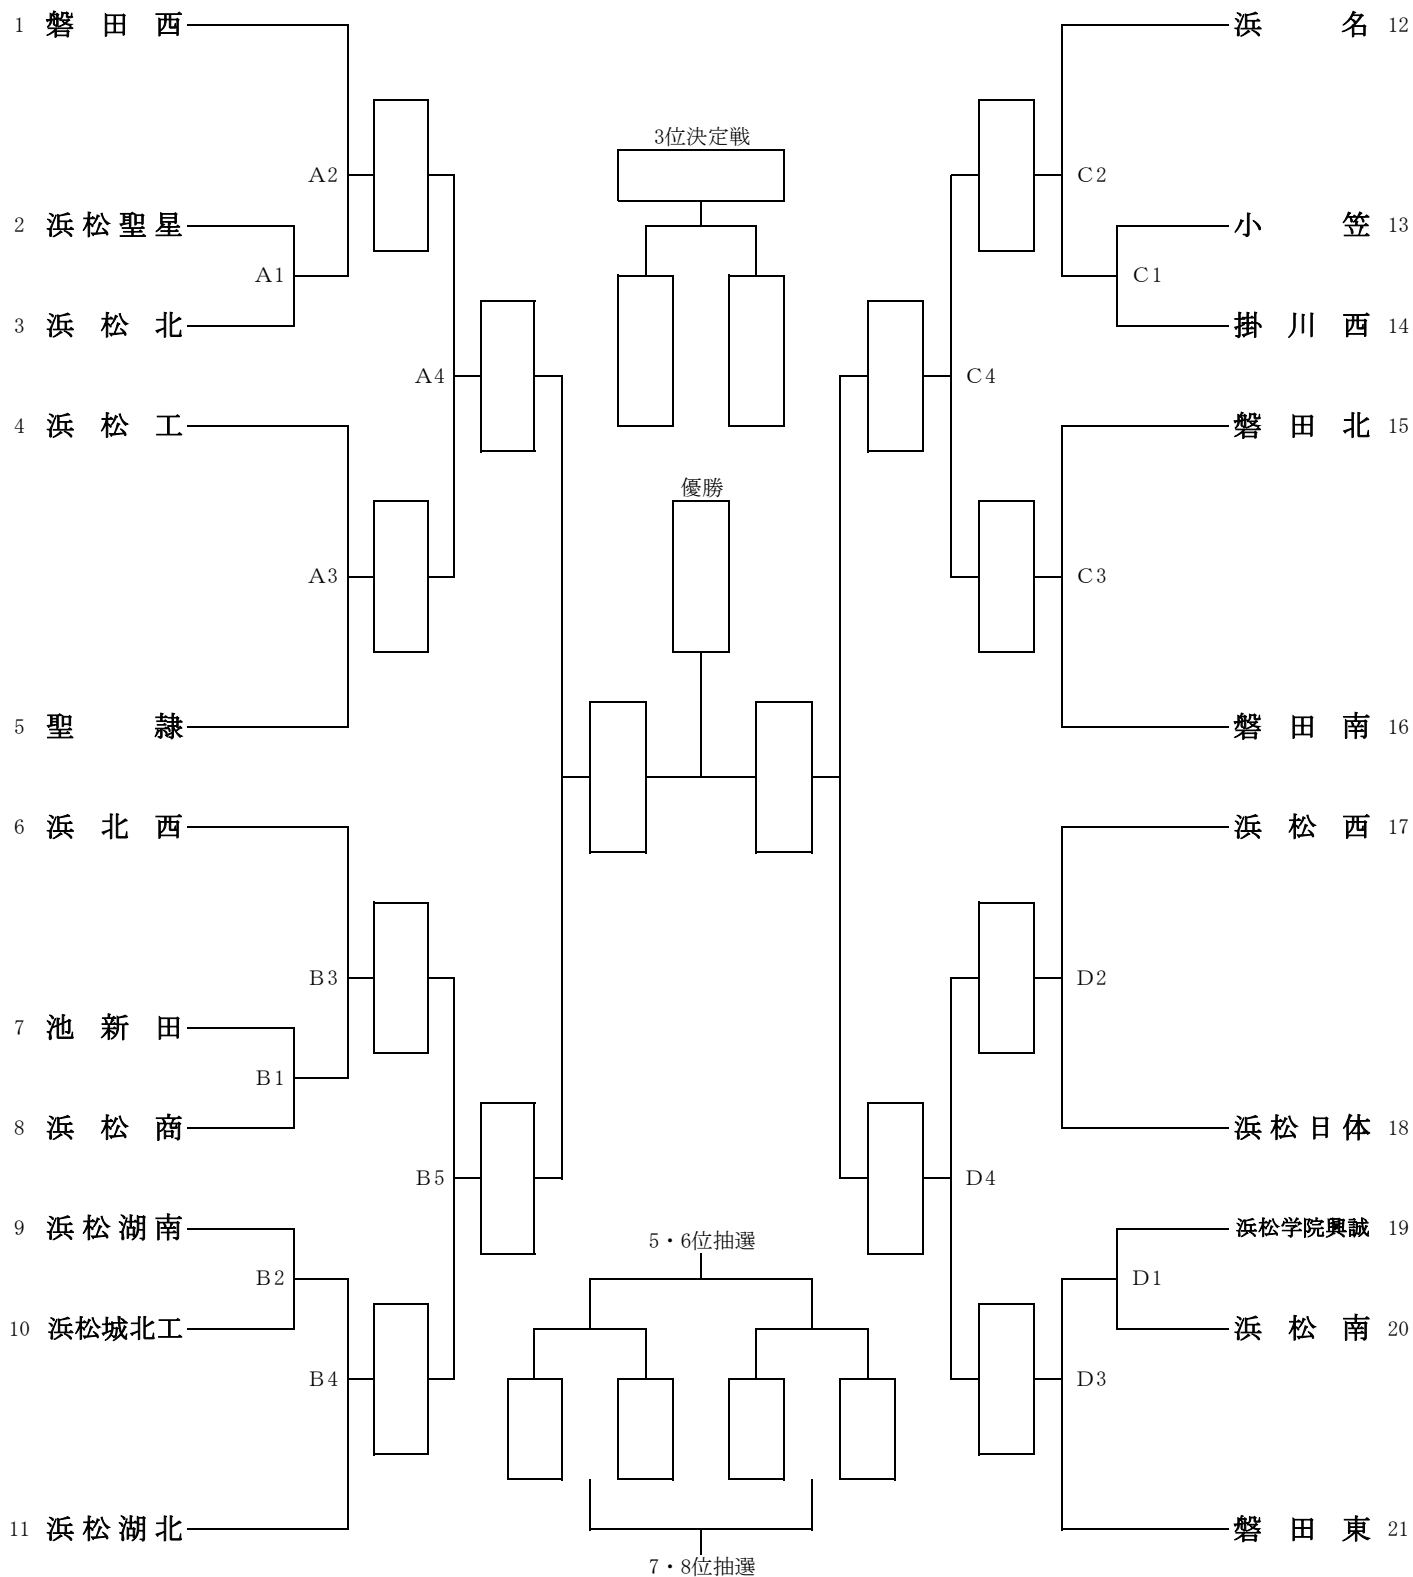 1 磐田西
A2
2 浜松聖星
A1
3 浜松北
A4
4 浜松工
A3
5 聖隷
6 浜北西
B3
7 池新田
B1
8 浜松商
B5
9 浜松湖南
B2
10 浜松城北工
B4
11 浜松湖北
3位決定戦
優勝
5・6位抽選
7・8位抽選
浜名 12
C2
小笠 13
C1
掛川西 14
C4
磐田北 15
C3
磐田南 16
浜松西 17
D2
浜松日体 18
D4
浜松学院興誠 19
D1
浜松南 20
D3
磐田東 21